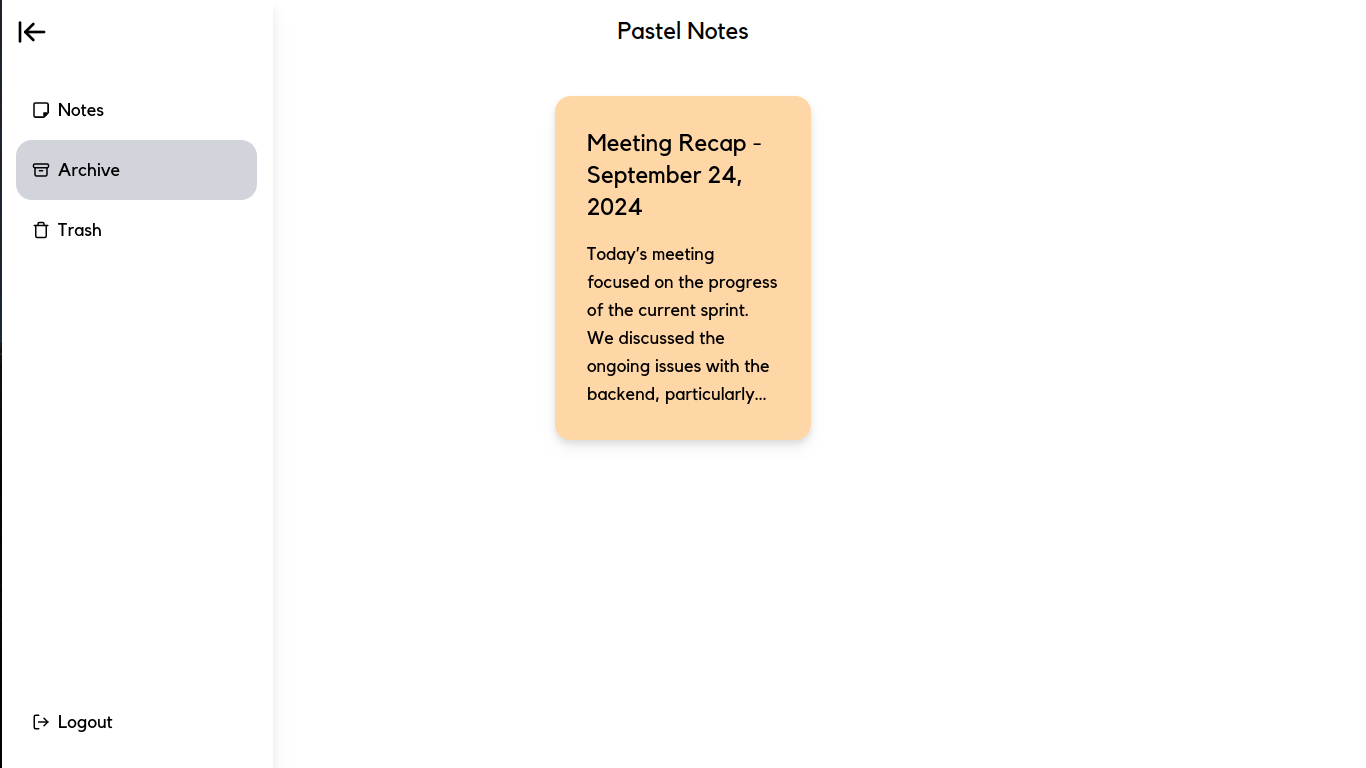 Pastel Notes
Notes
Archive
Trash
Logout
Meeting Recap -
September 24,
2024
Today's meeting
focused on the progress
of the current sprint.
We discussed the
ongoing issues with the
backend, particularly...